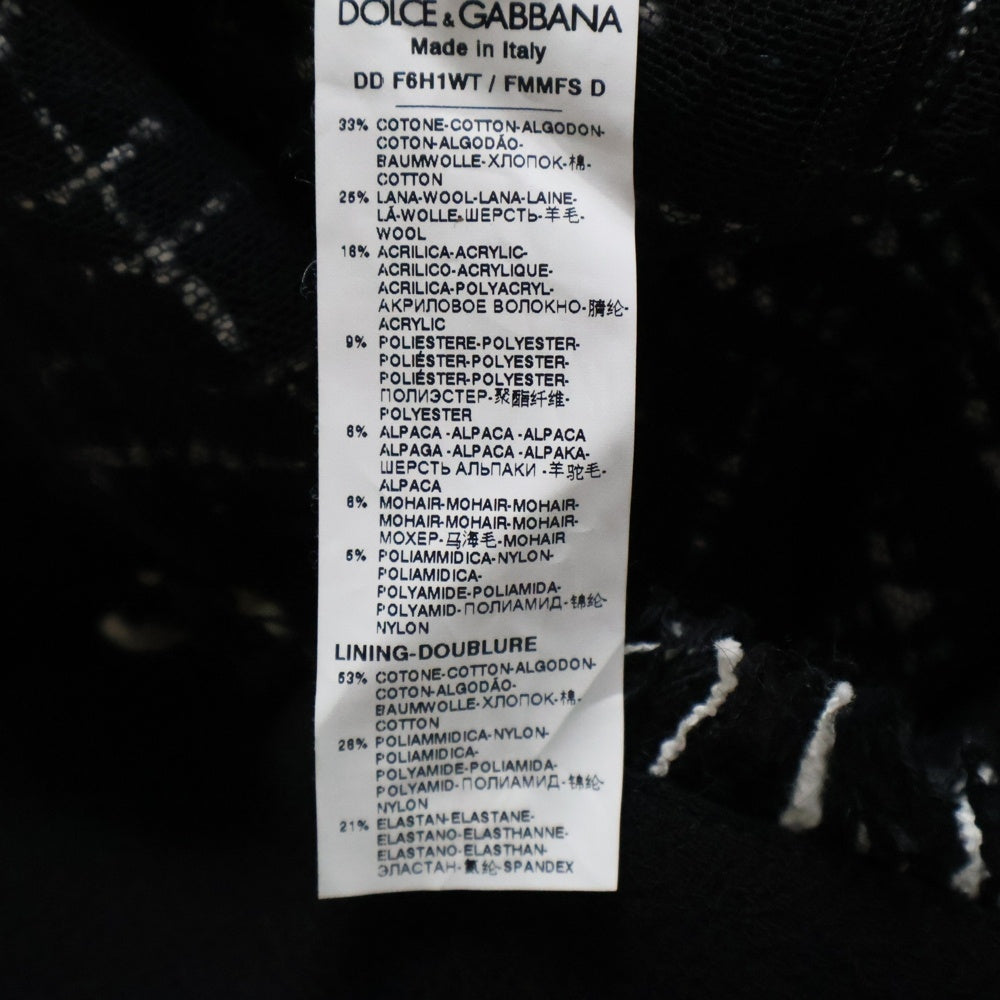 DOLCE & GABBANA
Made in Italy
DD F6H1WT / FMMFS D
33% COTONE-COTTON-ALGODON-
COTON-ALGODÃO-
BAUMWOLLE-ХЛОПОК-棉-
COTTON
25% LANA-WOOL-LANA-LAINE-
LÃ-WOLLE-ШЕРСТЬ-羊毛-
WOOL
16% ACRILICA-ACRYLIC-
ACRILICO-ACRYLIQUE-
ACRILICA-POLYACRYL-
АКРИЛОВОЕ ВОЛОКНО-腈纶-
ACRYLIC
9% POLIESTERE-POLYESTER-
POLIÉSTER-POLYESTER-
POLIÉSTER-POLYESTER-
ПОЛИЭСТЕР-聚酯纤维-
POLYESTER
6% ALPACA -ALPACA -ALPACA
ALPAGA -ALPACA -ALPAKA-
ШЕРСТЬ АЛЬПАКИ -羊驼毛-
ALPACA
6% MOHAIR-MOHAIR-MOHAIR-
MOHAIR-MOHAIR-MOHAIR-
МОХЕР-马海毛-MOHAIR
5% POLIAMMIDICA-NYLON-
POLIAMIDICA-
POLYAMIDE-POLIAMIDA-
POLYAMID-ПОЛИАМИД-锦纶-
NYLON
LINING-DOUBLURE
53% COTONE-COTTON-ALGODON-
COTON-ALGODÃO-
BAUMWOLLE-ХЛОПОК-棉-
COTTON
26% POLIAMMIDICA-NYLON-
POLIAMIDICA-
POLYAMIDE-POLIAMIDA-
POLYAMID-ПОЛИАМИД-锦纶-
NYLON
21% ELASTAN-ELASTANE-
ELASTANO-ELASTHANNE-
ELASTANO-ELASTHAN-
ЭЛАСТАН-氨纶-SPANDEX